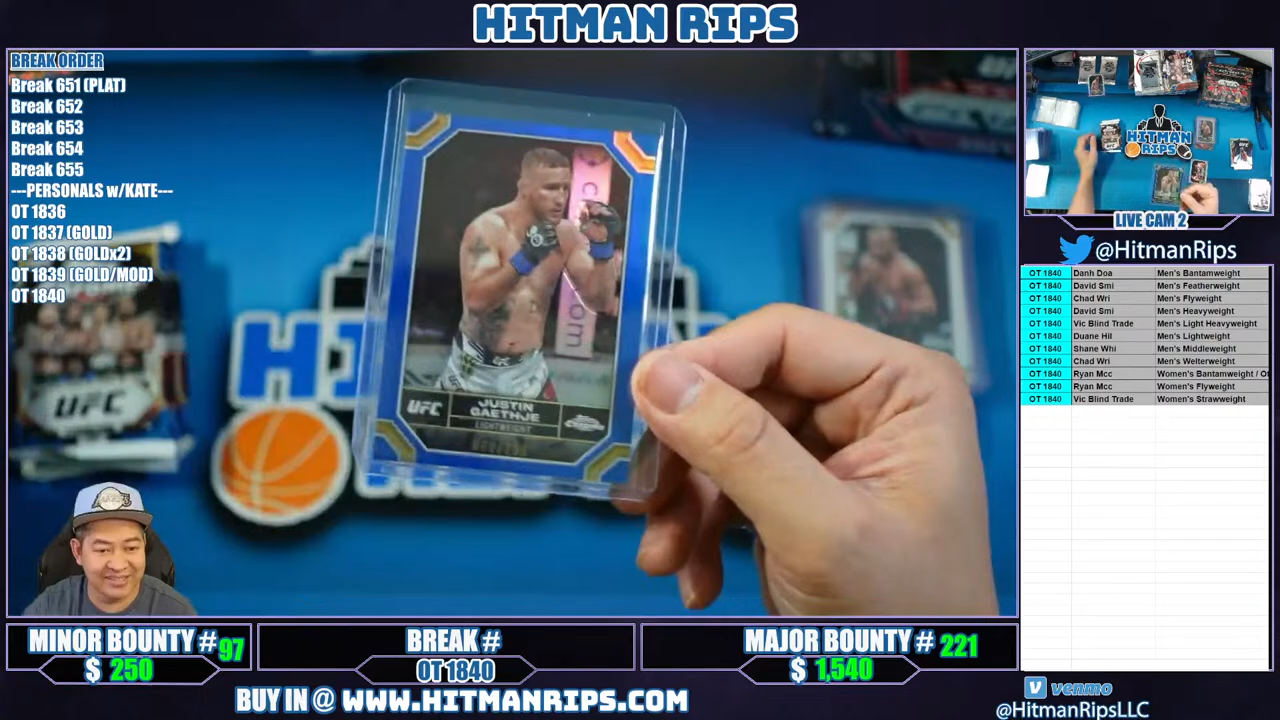 HITMAN RIPS
BREAK ORDER
Break 651 (PLAT)
Break 652
Break 653
Break 654
Break 655
---PERSONALS w/KATE---
OT 1836
OT 1837 (GOLD)
OT 1838 (GOLDx2)
OT 1839 (GOLD/MOD)
OT 1840
UFC
JUSTIN
GAETHJE
LIGHTWEIGHT
UFC
HITMAN
RIPS
LIVE CAM 2
@HitmanRips
OT 1840 Danh Doa Men's Bantamweight
OT 1840 David Smi Men's Featherweight
OT 1840 Chad Wri Men's Flyweight
OT 1840 David Smi Men's Heavyweight
OT 1840 Vic Blind Trade Men's Light Heavyweight
OT 1840 Duane Hil Men's Lightweight
OT 1840 Shane Whi Men's Middleweight
OT 1840 Chad Wri Men's Welterweight
OT 1840 Ryan Mcc Women's Bantamweight / Ot
OT 1840 Ryan Mcc Women's Flyweight
OT 1840 Vic Blind Trade Women's Strawweight
MINOR BOUNTY # 97
$ 250
BREAK #
OT 1840
MAJOR BOUNTY # 221
$ 1,540
BUY IN @ WWW.HITMANRIPS.COM
venmo
@HitmanRipsLLC